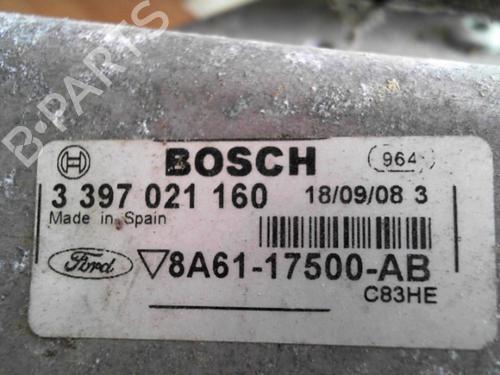 BOSCH
964
3 397 021 160
18/09/08 3
Made in Spain
Ford
8A61-17500-AB
C83HE
B-PARTS